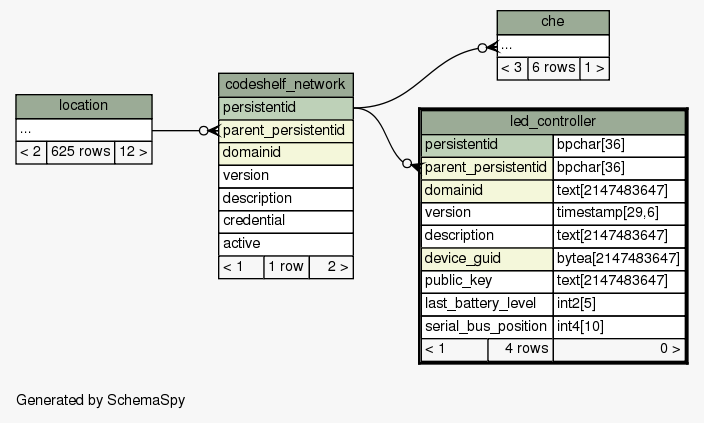 che
...
< 3 6 rows 1 >
codeshelf_network
persistentid
parent_persistentid
domainid
version
description
credential
active
< 1 1 row 2 >
location
...
< 2 625 rows 12 >
led_controller
persistentid bpchar[36]
parent_persistentid bpchar[36]
domainid text[2147483647]
version timestamp[29,6]
description text[2147483647]
device_guid bytea[2147483647]
public_key text[2147483647]
last_battery_level int2[5]
serial_bus_position int4[10]
< 1 4 rows 0 >
Generated by SchemaSpy